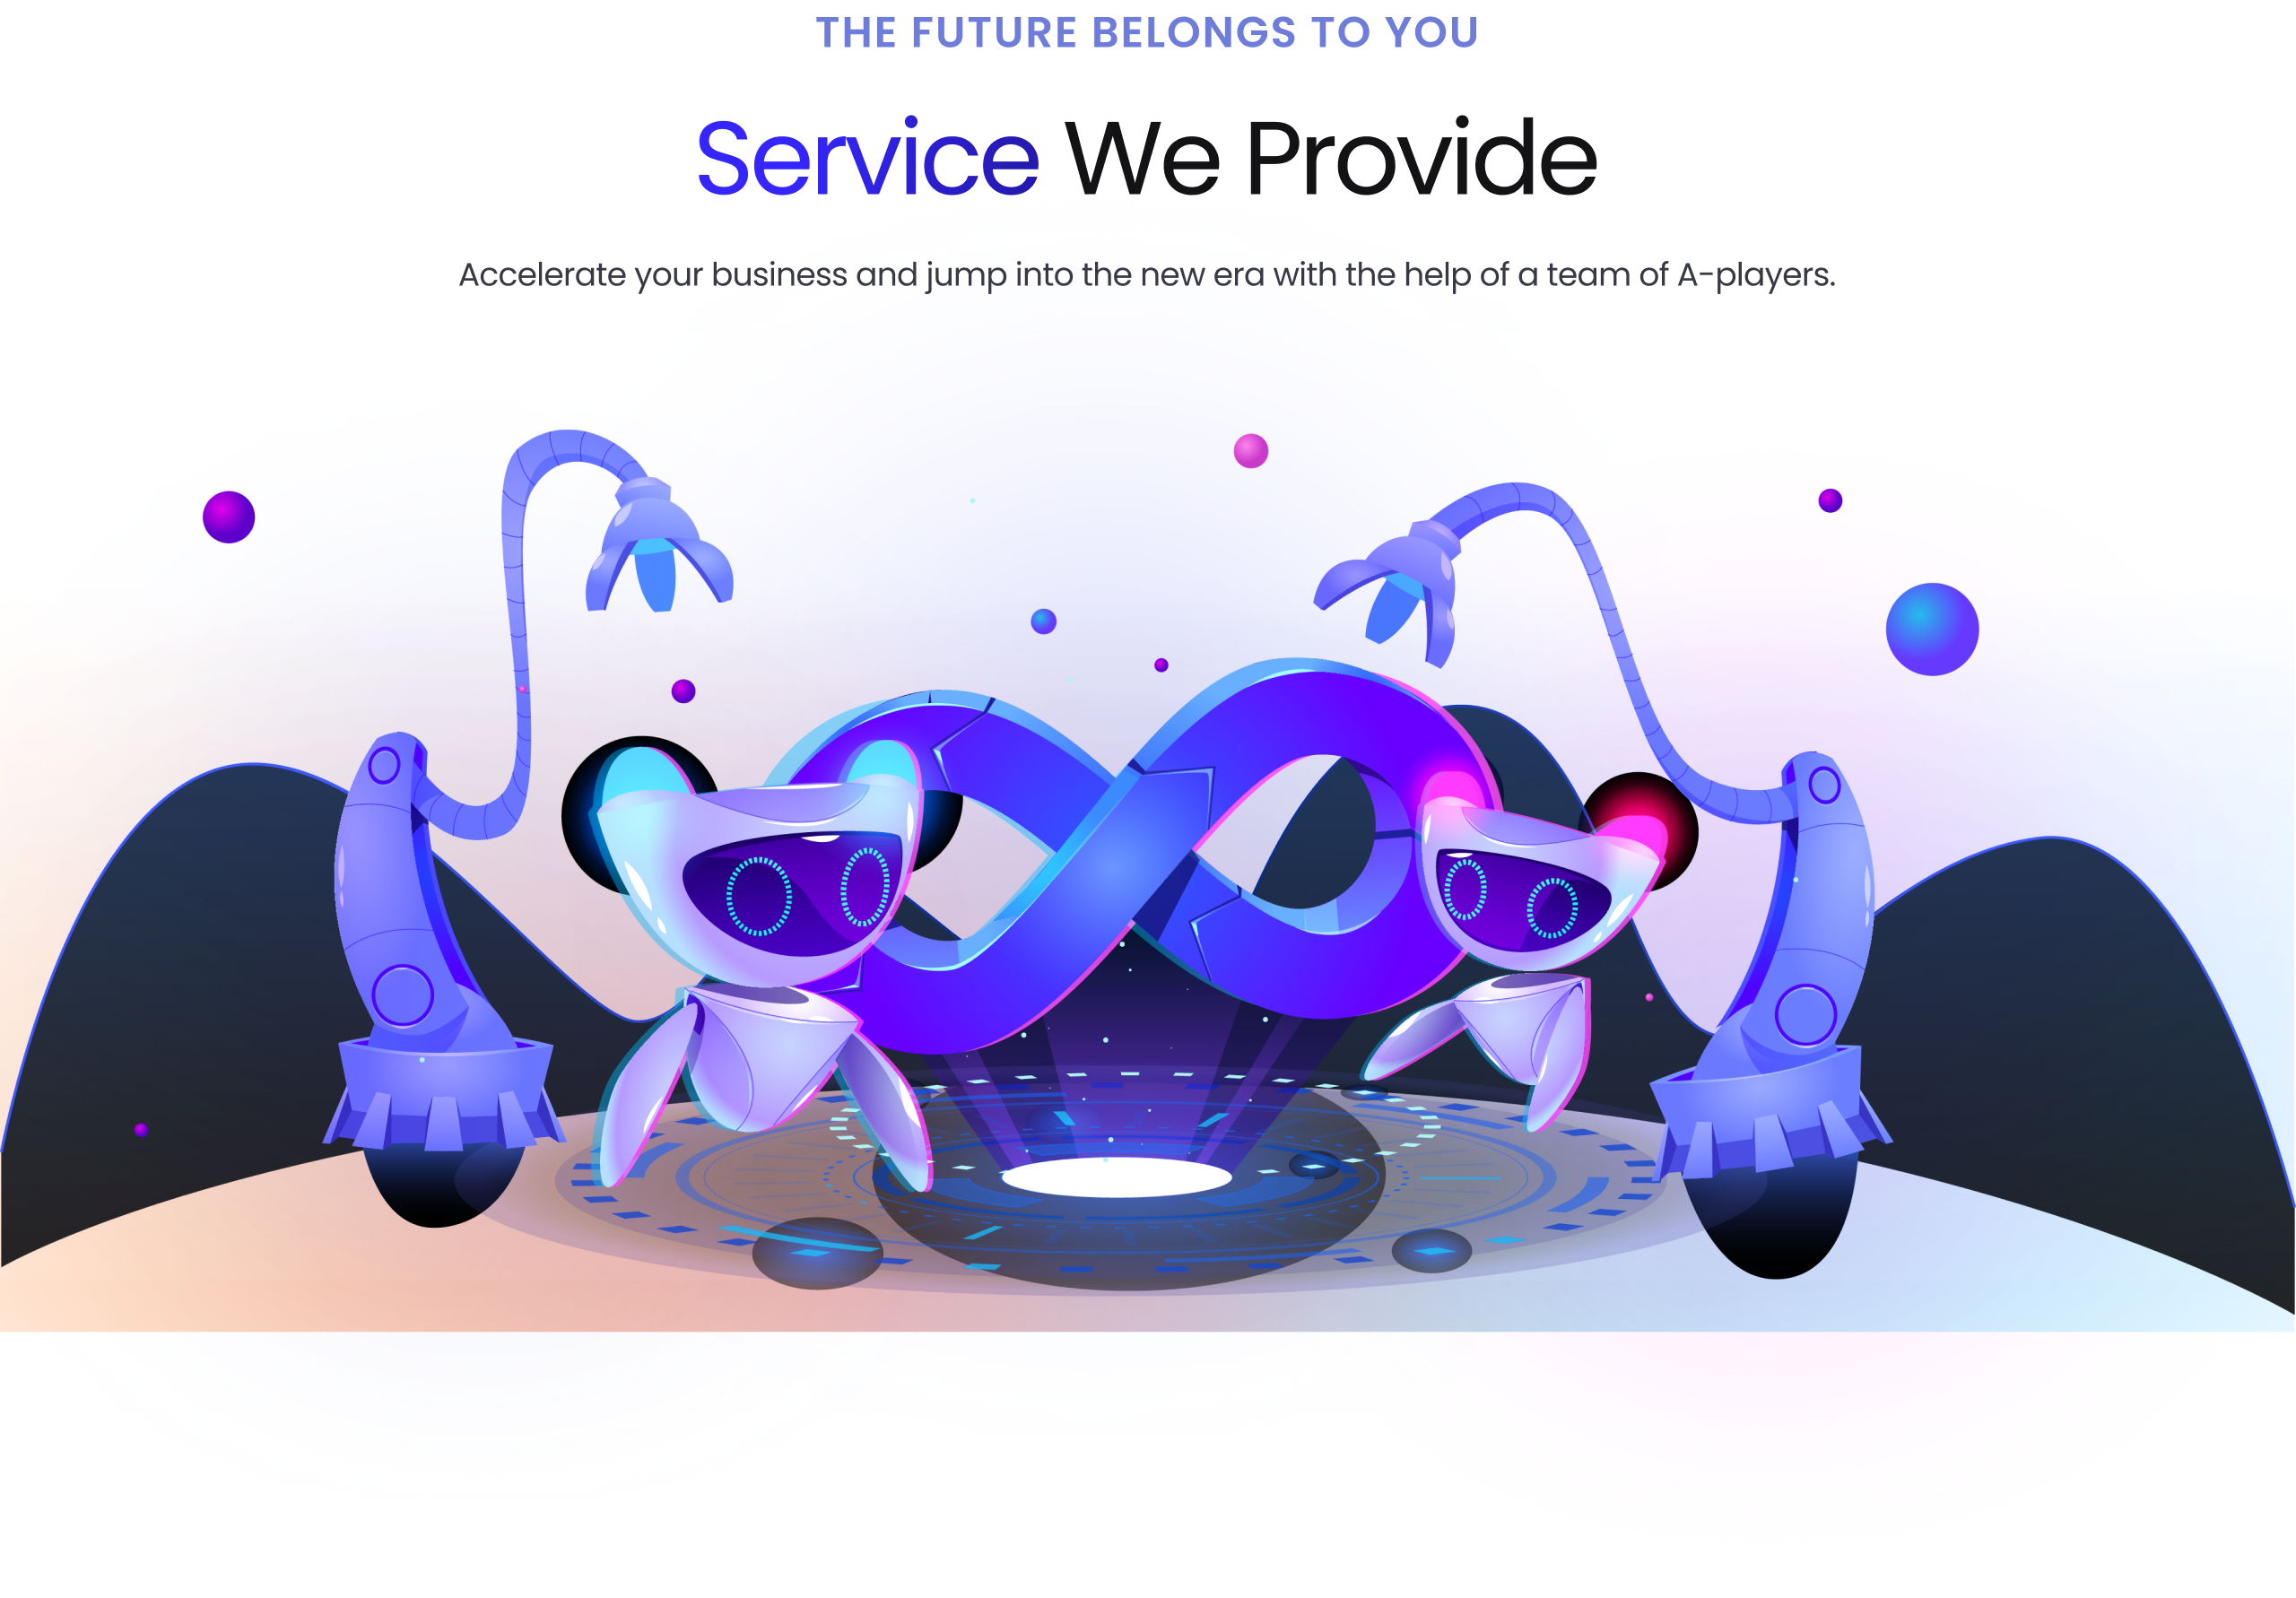 THE FUTURE BELONGS TO YOU
Service We Provide
Accelerate your business and jump into the new era with the help of a team of A-players.